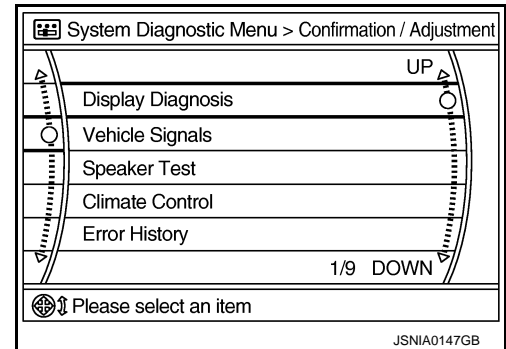 System Diagnostic Menu > Confirmation / Adjustment
UP
Display Diagnosis
Vehicle Signals
Speaker Test
Climate Control
Error History
1/9 DOWN
Please select an item
JSNIA0147GB